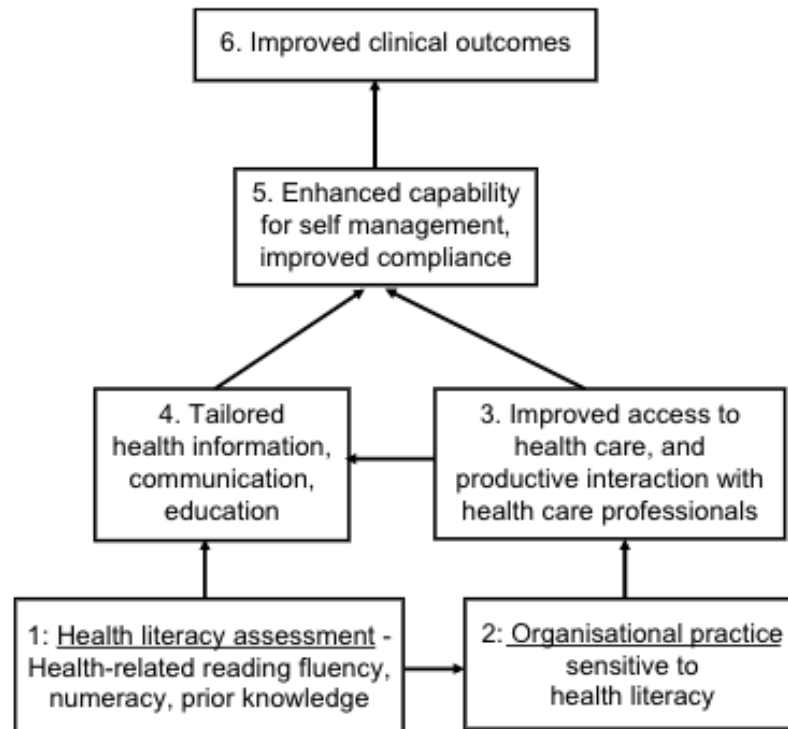 6. Improved clinical outcomes
5. Enhanced capability
for self management,
improved compliance
4. Tailored
health information,
communication,
education
3. Improved access to
health care, and
productive interaction with
health care professionals
1: Health literacy assessment -
Health-related reading fluency,
numeracy, prior knowledge
2: Organisational practice
sensitive to
health literacy